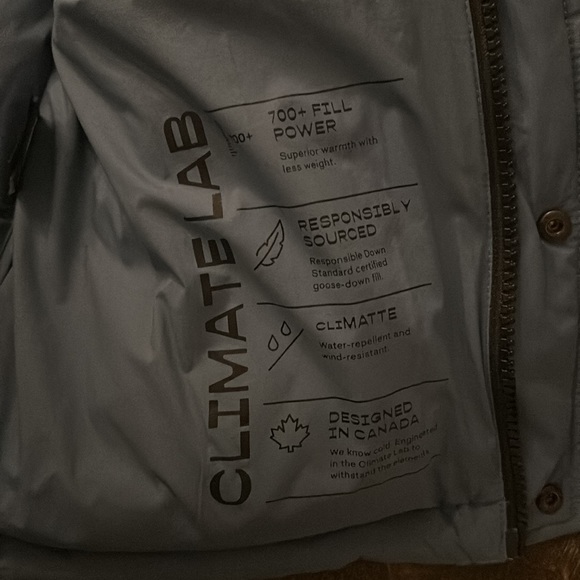 CLIMATE LAB
700+ FILL
POWER
Superior warmth with
less weight.
RESPONSIBLY
SOURCED
Responsible Down
Standard certified
goose-down fill.
CLIMATTE
Water-repellent and
wind-resistant.
DESIGNED
IN CANADA
We know cold. Engineered
in the Climate Lab to
withstand the elements.